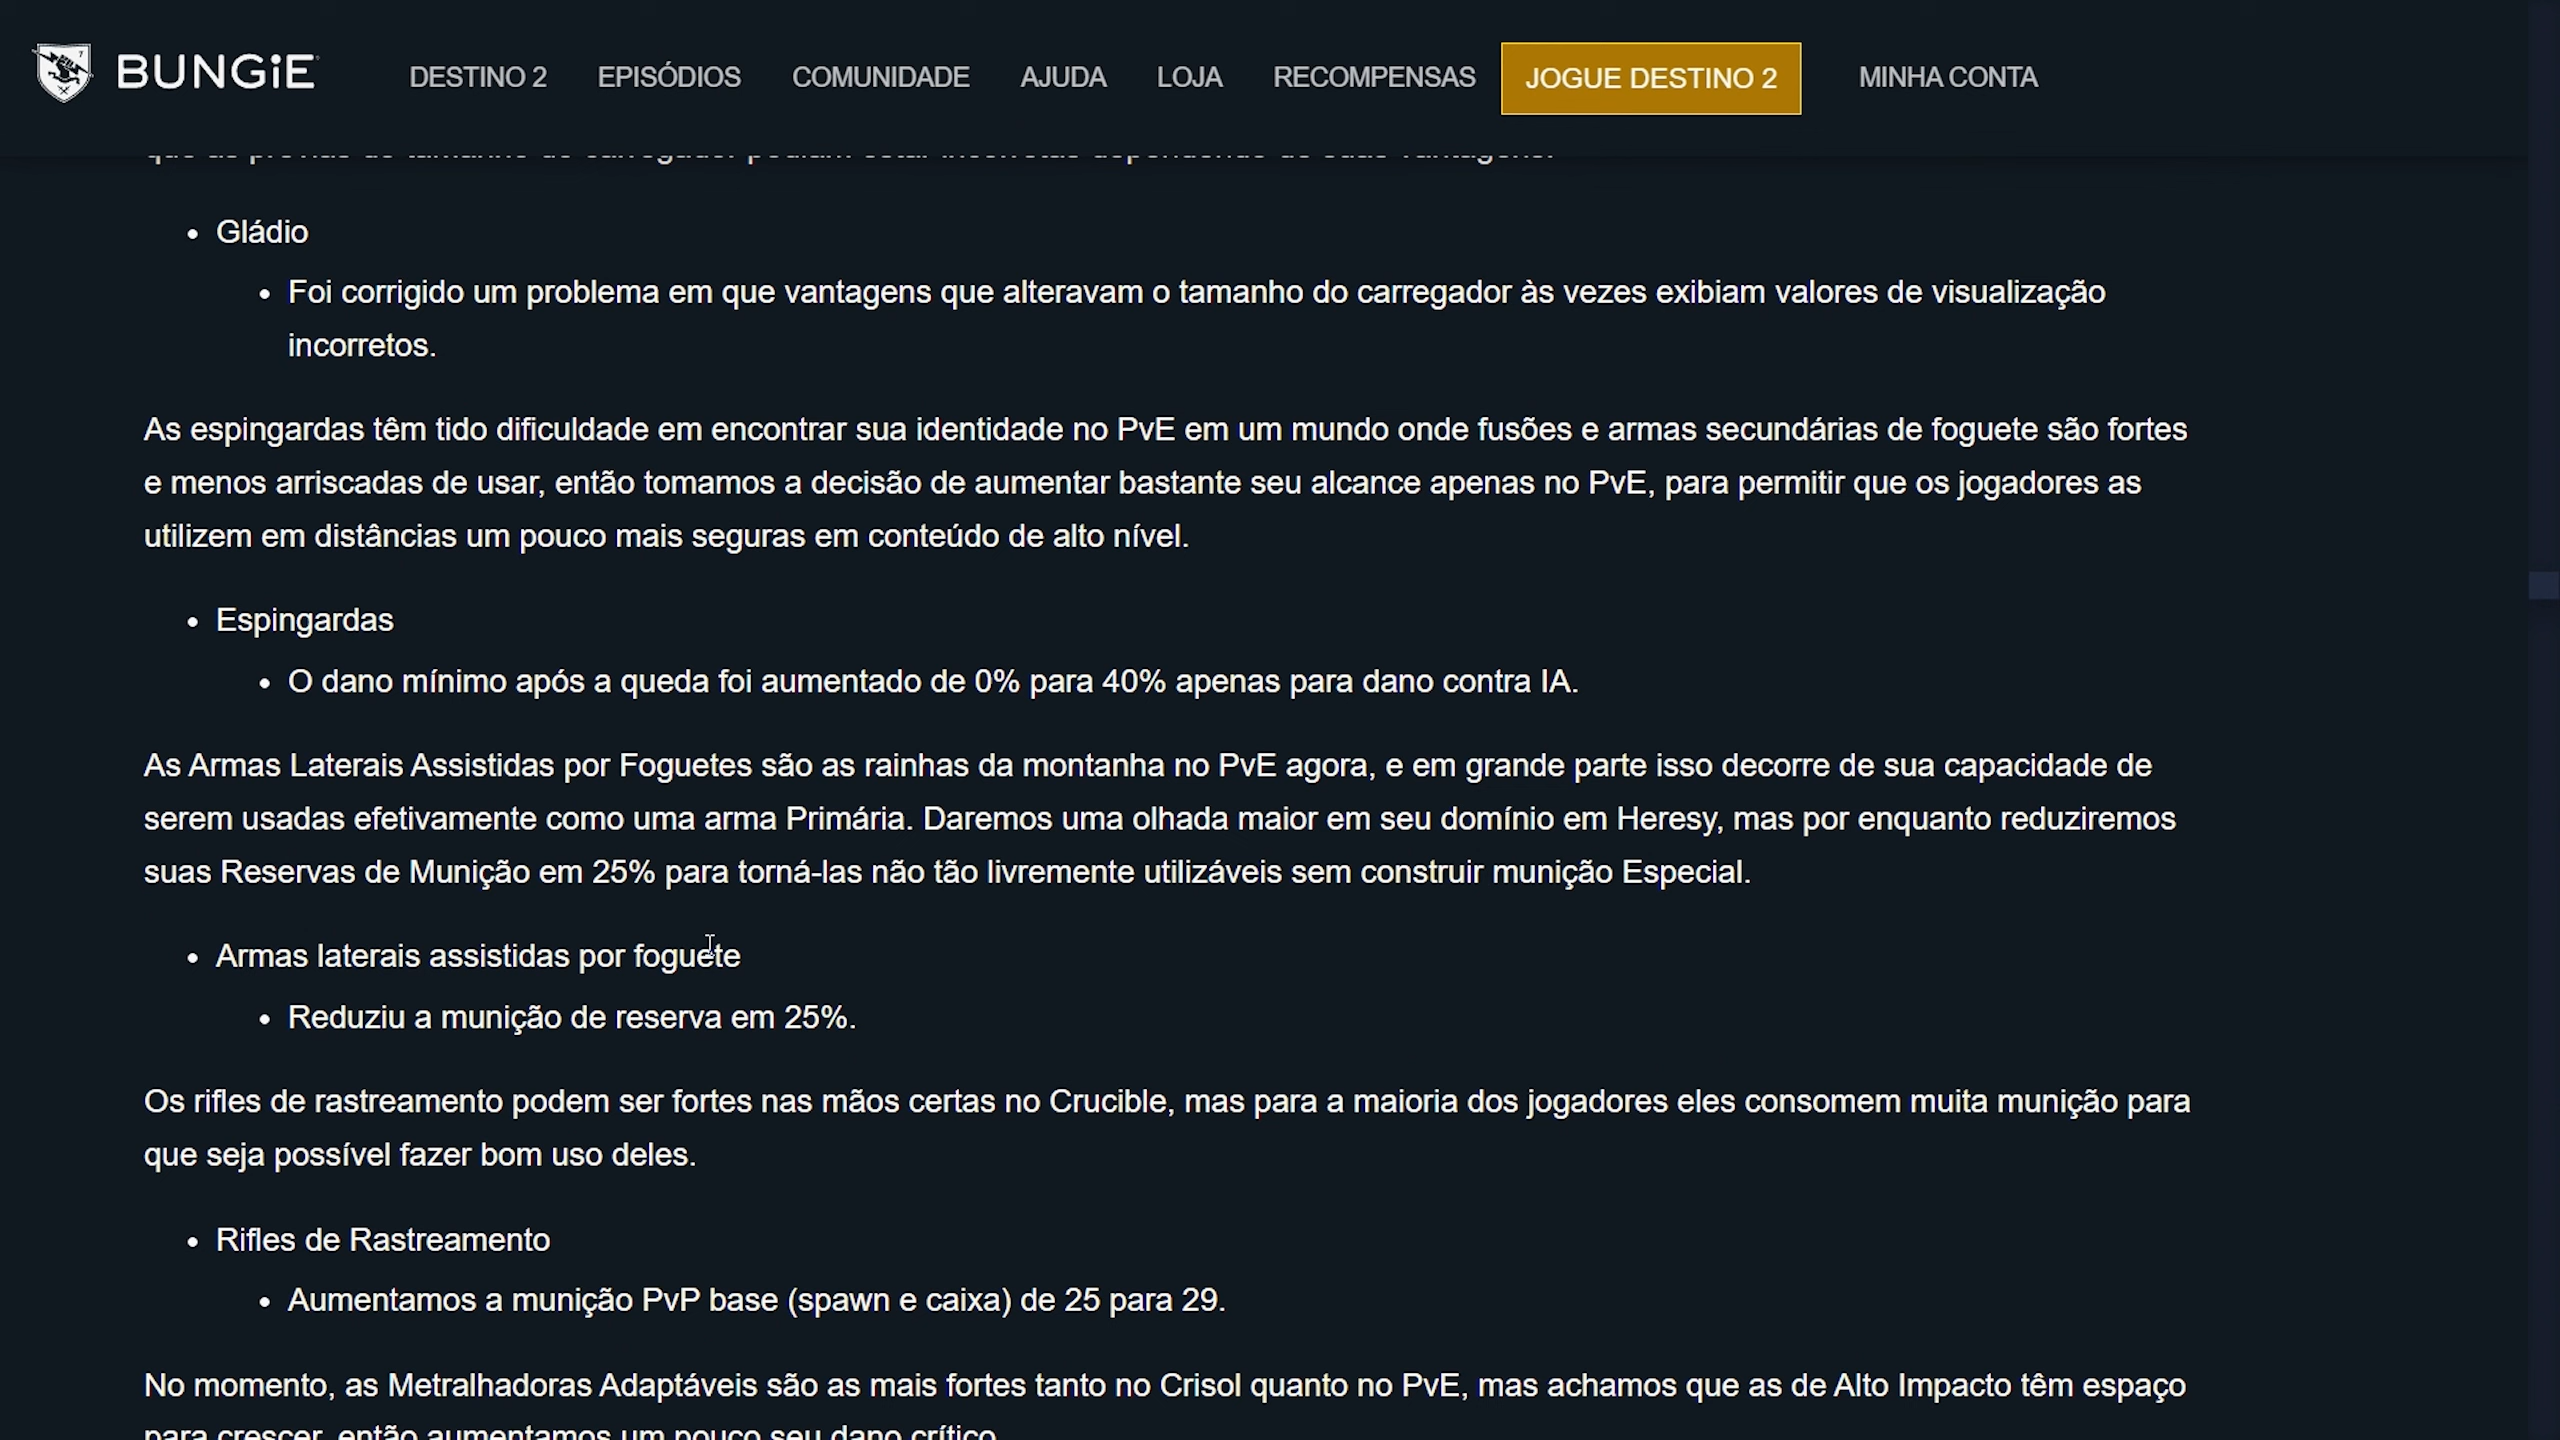 BUNGiE
DESTINO 2 EPISÓDIOS COMUNIDADE AJUDA LOJA RECOMPENSAS JOGUE DESTINO 2 MINHA CONTA
• Gládio
• Foi corrigido um problema em que vantagens que alteravam o tamanho do carregador às vezes exibiam valores de visualização
incorretos.
As espingardas têm tido dificuldade em encontrar sua identidade no PvE em um mundo onde fusões e armas secundárias de foguete são fortes
e menos arriscadas de usar, então tomamos a decisão de aumentar bastante seu alcance apenas no PvE, para permitir que os jogadores as
utilizem em distâncias um pouco mais seguras em conteúdo de alto nível.
• Espingardas
• O dano mínimo após a queda foi aumentado de 0% para 40% apenas para dano contra IA.
As Armas Laterais Assistidas por Foguetes são as rainhas da montanha no PvE agora, e em grande parte isso decorre de sua capacidade de
serem usadas efetivamente como uma arma Primária. Daremos uma olhada maior em seu domínio em Heresy, mas por enquanto reduziremos
suas Reservas de Munição em 25% para torná-las não tão livremente utilizáveis sem construir munição Especial.
• Armas laterais assistidas por foguete
• Reduziu a munição de reserva em 25%.
Os rifles de rastreamento podem ser fortes nas mãos certas no Crucible, mas para a maioria dos jogadores eles consomem muita munição para
que seja possível fazer bom uso deles.
• Rifles de Rastreamento
• Aumentamos a munição PvP base (spawn e caixa) de 25 para 29.
No momento, as Metralhadoras Adaptáveis são as mais fortes tanto no Crisol quanto no PvE, mas achamos que as de Alto Impacto têm espaço
para crescer, então aumentamos um pouco seu dano crítico.